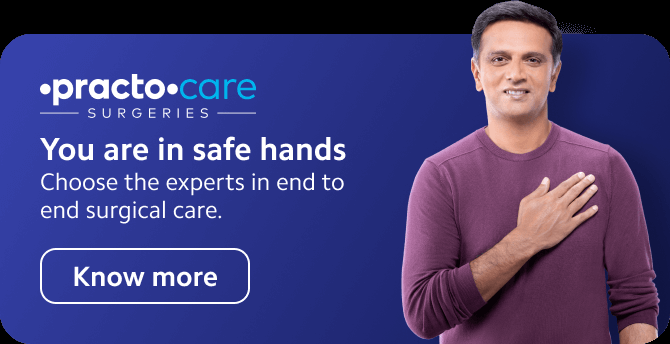 •practo•care
SURGERIES
You are in safe hands
Choose the experts in end to
end surgical care.
Know more